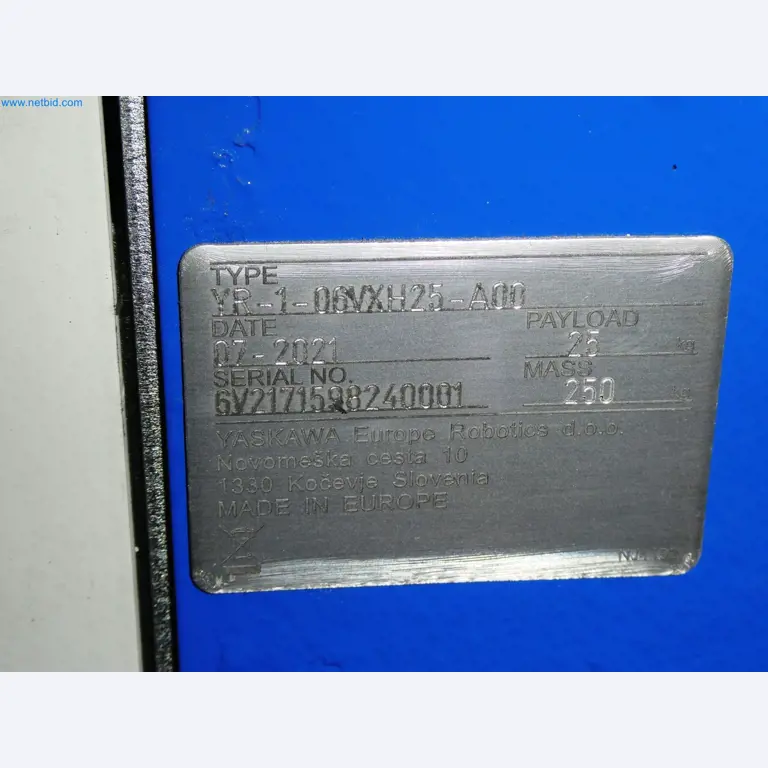 www.netbid.com
TYPE
YR-1-06VXH25-A00
DATE
PAYLOAD
07-2021
25 kg
SERIAL NO.
MASS
6V2171598240001
250 kg
YASKAWA Europe Robotics d.o.o.
Novomeška cesta 10
1330 Kočevje Slovenia
MADE IN EUROPE